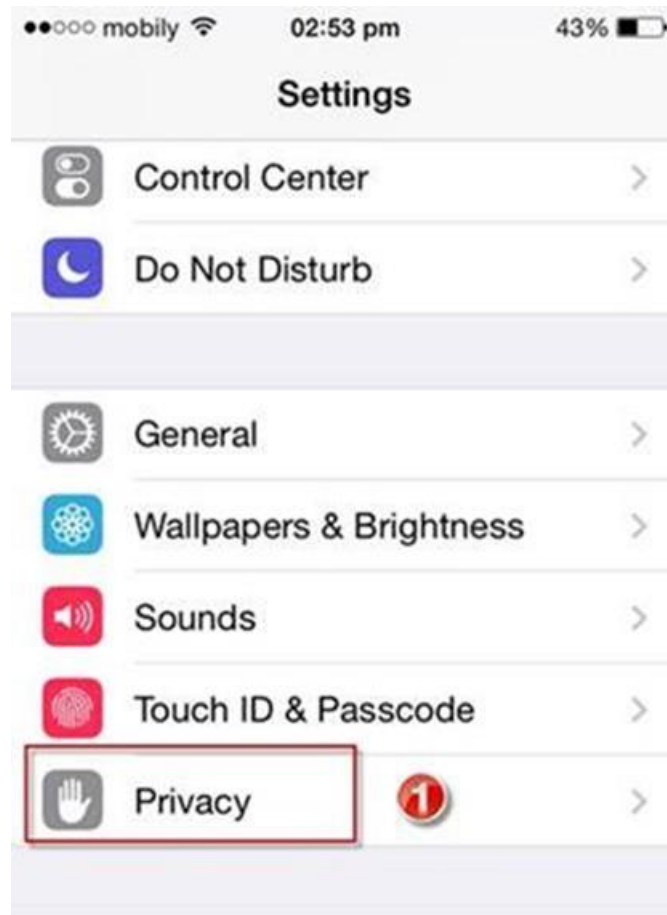 mobily 02:53 pm 43%
Settings
Control Center
Do Not Disturb
General
Wallpapers & Brightness
Sounds
Touch ID & Passcode
Privacy 1